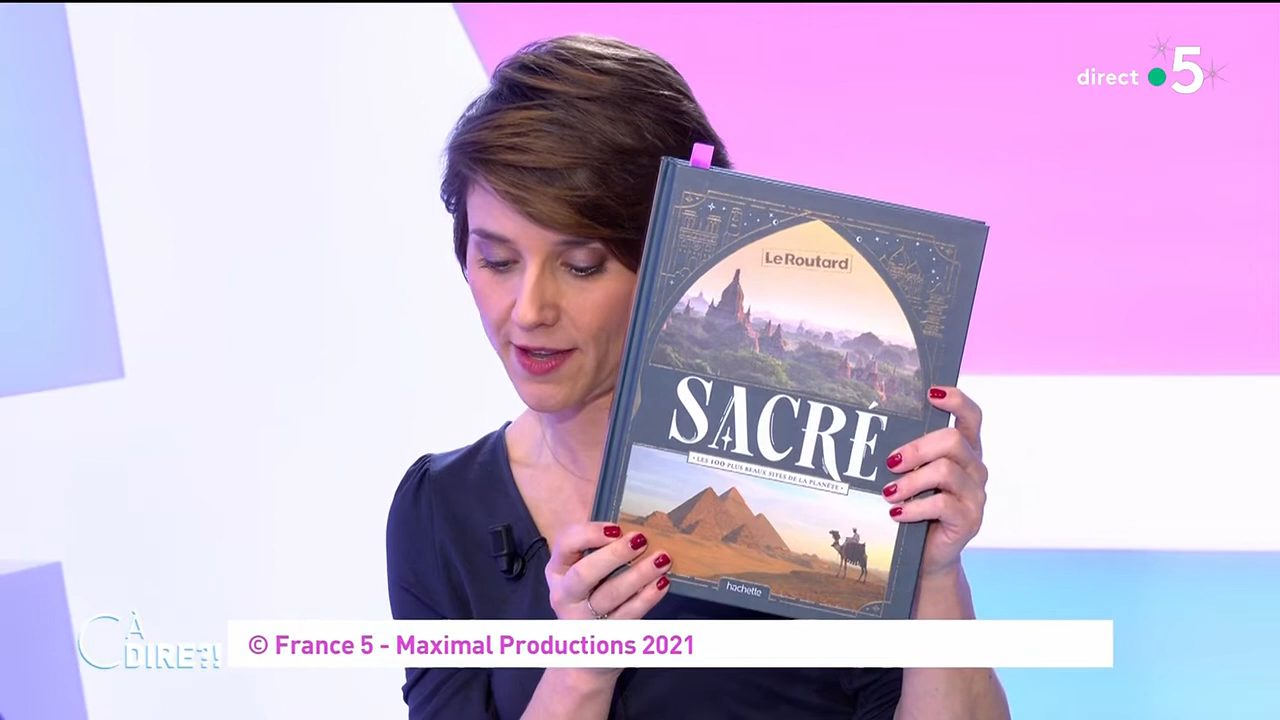 direct 5
Le Routard
SACRÉ
• LES 100 PLUS BEAUX SITES DE LA PLANÈTE •
hachette
C À
DIRE ?!
© France 5 - Maximal Productions 2021